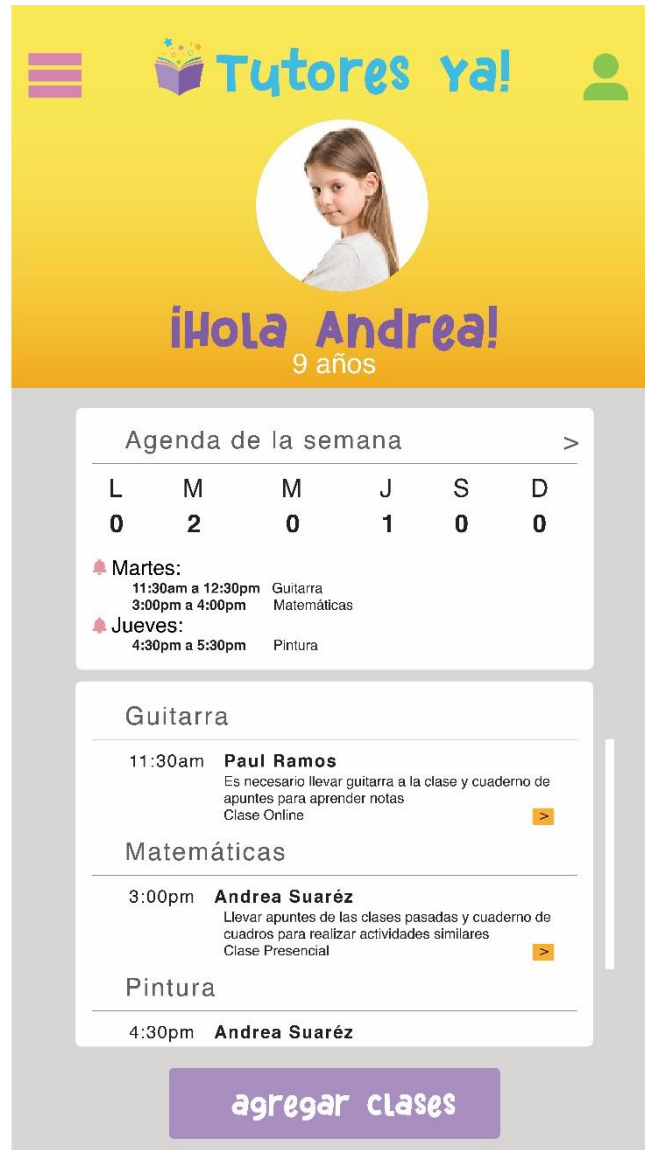 Tutores ya!
¡Hola Andrea!
9 años
Agenda de la semana >
L M M J S D
0 2 0 1 0 0
Martes:
11:30am a 12:30pm Guitarra
3:00pm a 4:00pm Matemáticas
Jueves:
4:30pm a 5:30pm Pintura
Guitarra
11:30am Paul Ramos
Es necesario llevar guitarra a la clase y cuaderno de
apuntes para aprender notas
Clase Online >
Matemáticas
3:00pm Andrea Suaréz
Llevar apuntes de las clases pasadas y cuaderno de
cuadros para realizar actividades similares
Clase Presencial >
Pintura
4:30pm Andrea Suaréz
agregar clases